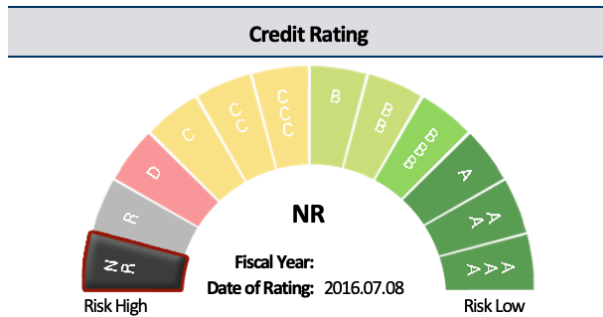 Credit Rating
NR
R
D
C
CC
CCC
B
BB
BBB
A
AA
AAA
NR
Fiscal Year:
Date of Rating: 2016.07.08
Risk High
Risk Low